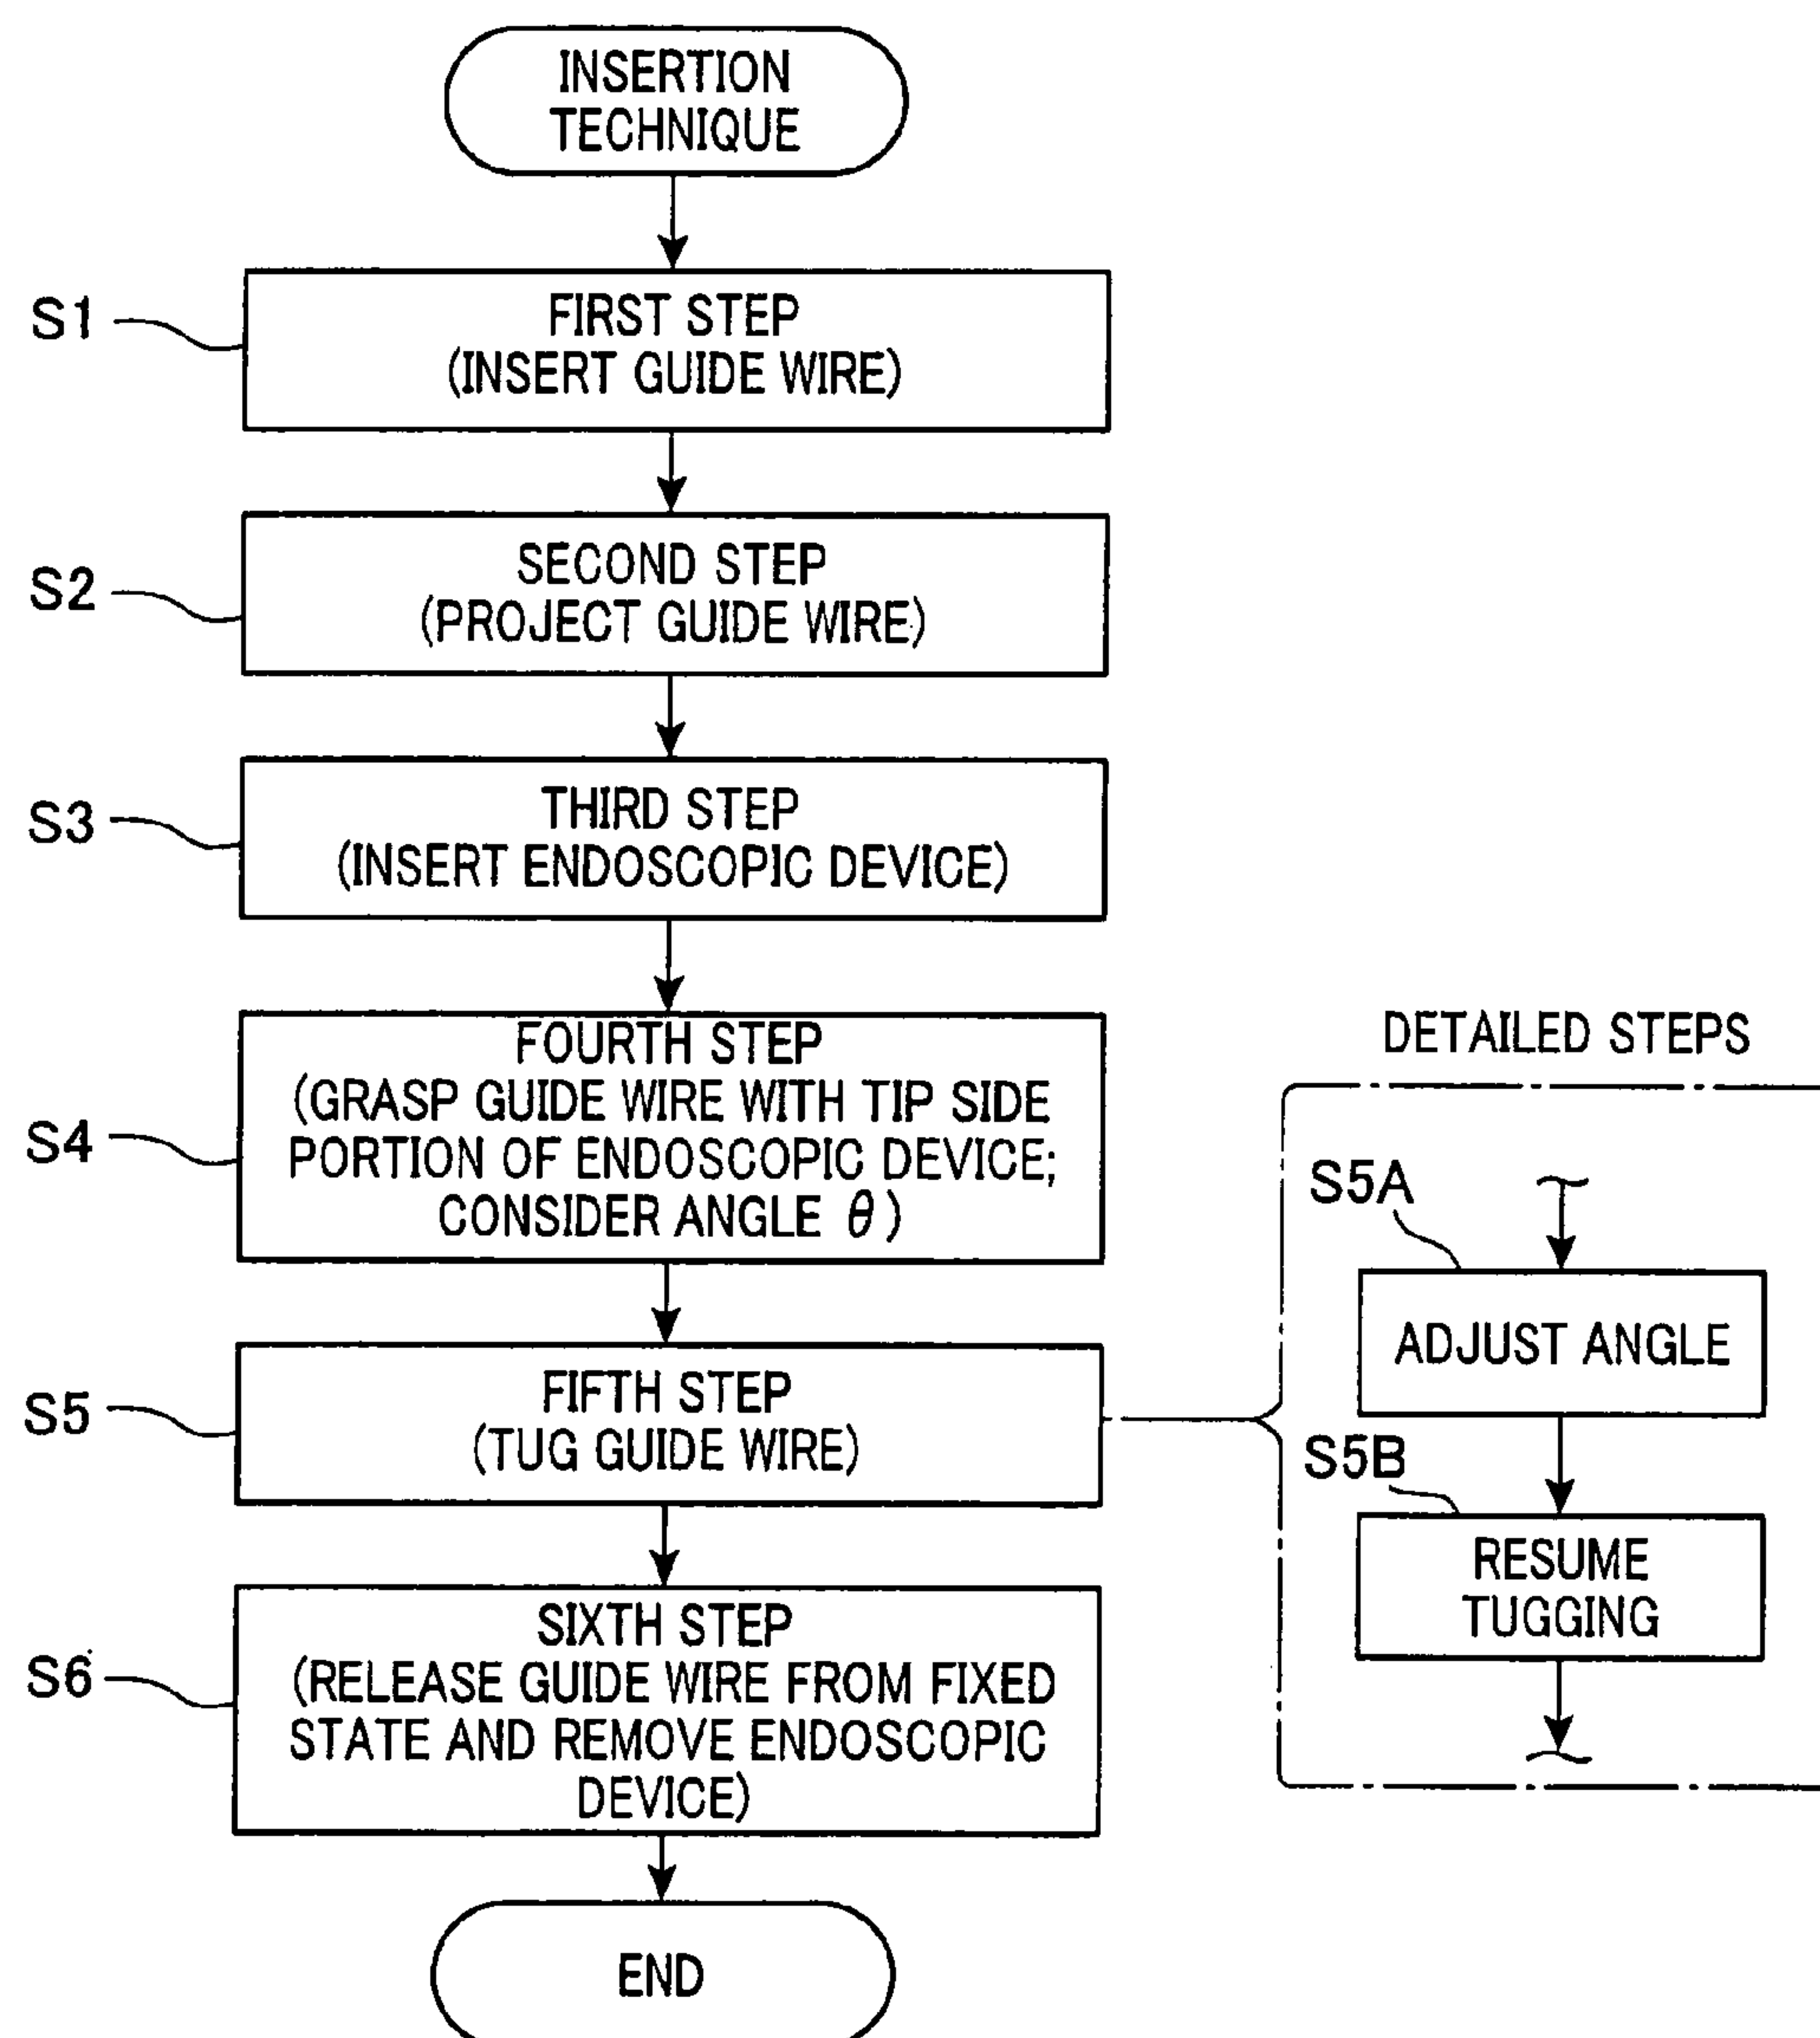 INSERTION
TECHNIQUE
S1
FIRST STEP
(INSERT GUIDE WIRE)
S2
SECOND STEP
(PROJECT GUIDE WIRE)
S3
THIRD STEP
(INSERT ENDOSCOPIC DEVICE)
S4
FOURTH STEP
(GRASP GUIDE WIRE WITH TIP SIDE
PORTION OF ENDOSCOPIC DEVICE;
CONSIDER ANGLE θ)
S5
FIFTH STEP
(TUG GUIDE WIRE)
DETAILED STEPS
S5A
ADJUST ANGLE
S5B
RESUME
TUGGING
S6
SIXTH STEP
(RELEASE GUIDE WIRE FROM FIXED
STATE AND REMOVE ENDOSCOPIC
DEVICE)
END